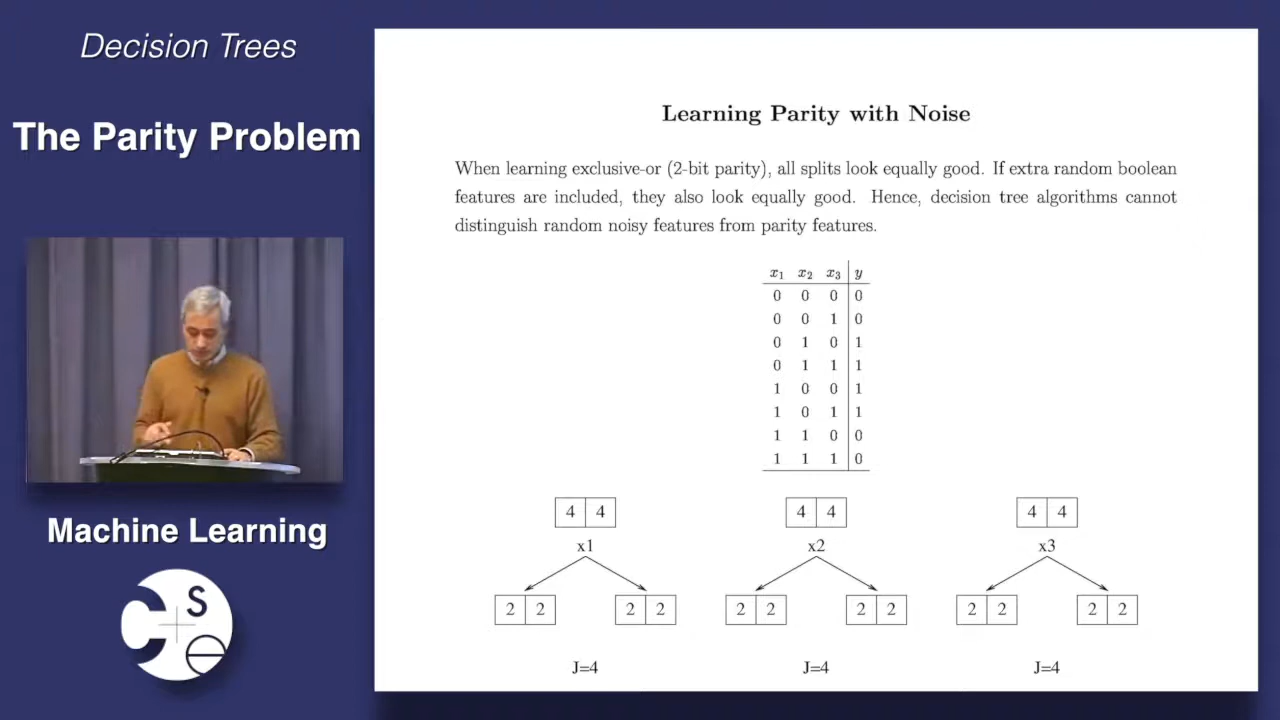 Decision Trees
The Parity Problem
Machine Learning
CSe
Learning Parity with Noise
When learning exclusive-or (2-bit parity), all splits look equally good. If extra random boolean
features are included, they also look equally good. Hence, decision tree algorithms cannot
distinguish random noisy features from parity features.
x1 x2 x3 y
0 0 0 0
0 0 1 0
0 1 0 1
0 1 1 1
1 0 0 1
1 0 1 1
1 1 0 0
1 1 1 0
4 4 4 4 4 4
x1 x2 x3
2 2 2 2 2 2 2 2 2 2 2 2
J=4 J=4 J=4